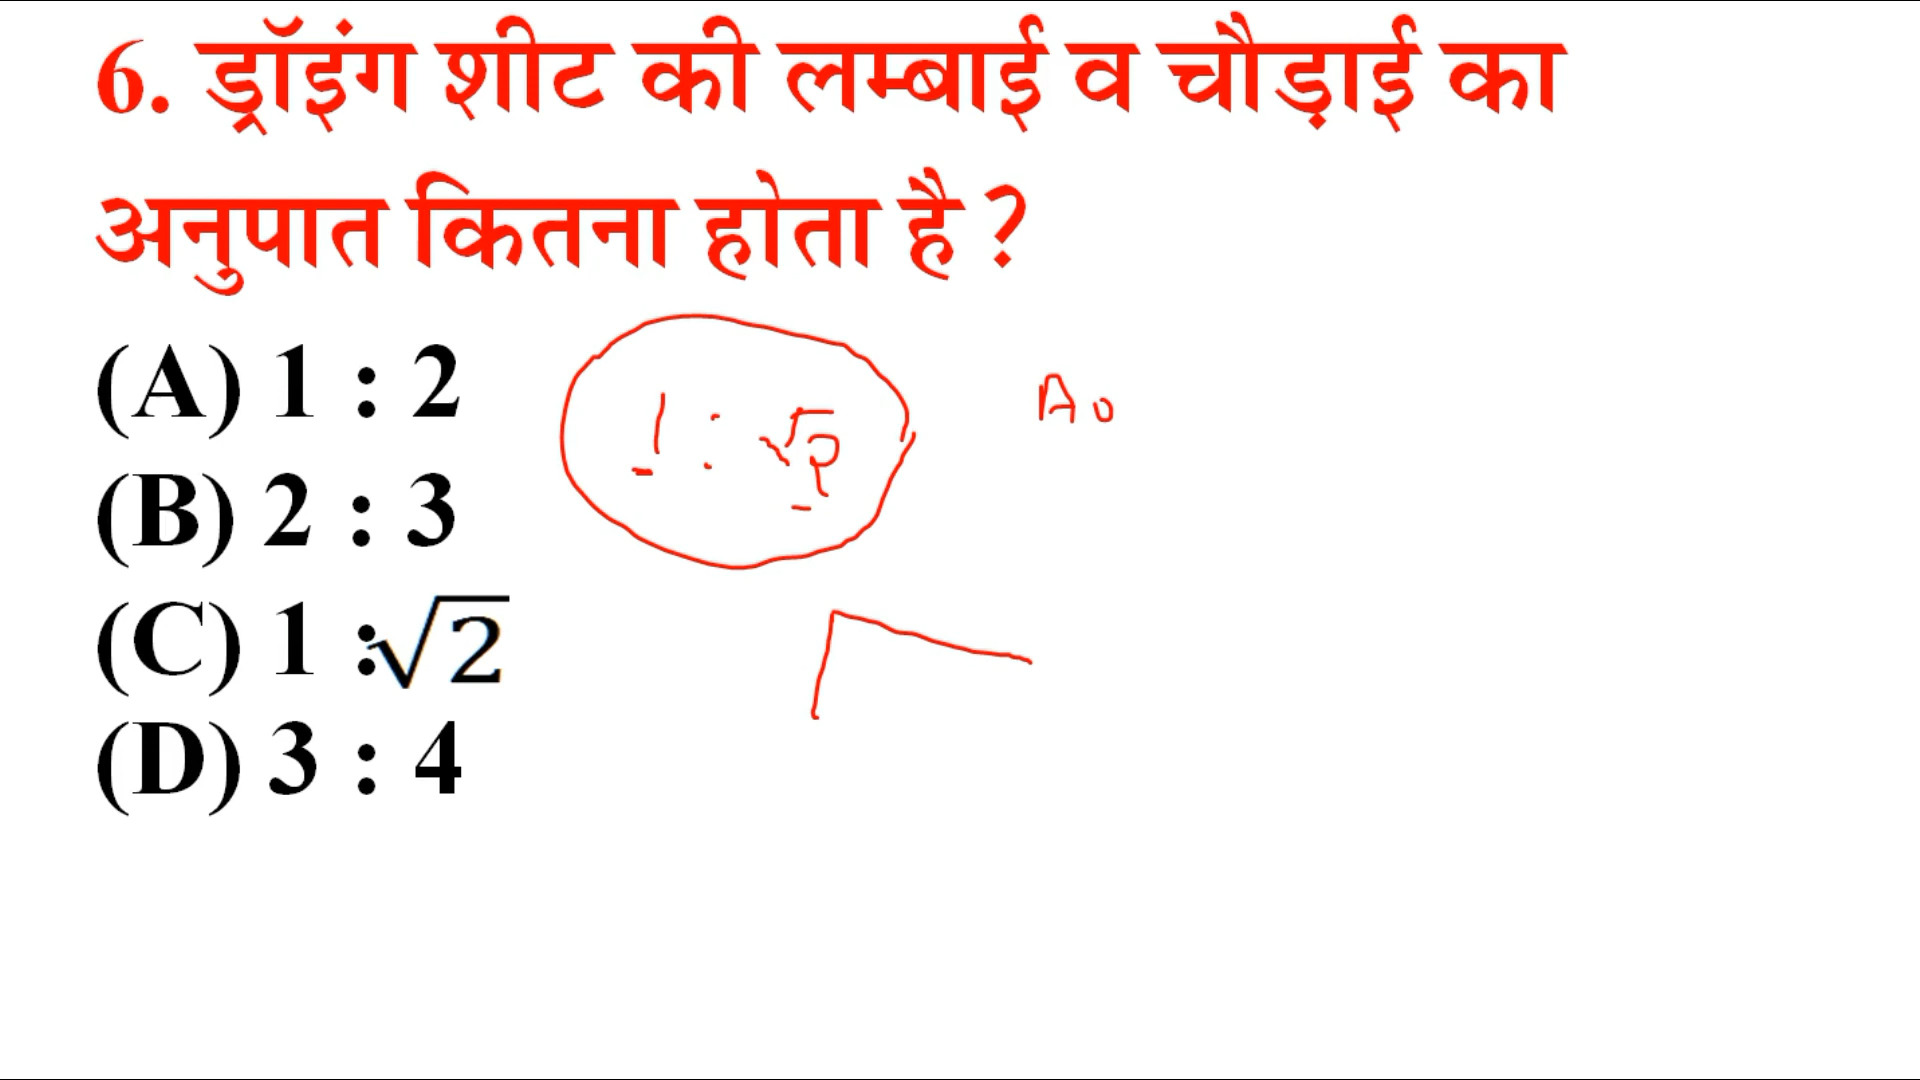 6. ड्रॉइंग शीट की लम्बाई व चौड़ाई का
अनुपात कितना होता है ?
(A) 1 : 2
(B) 2 : 3
(C) 1 :√2
(D) 3 : 4
1 : √2
A0